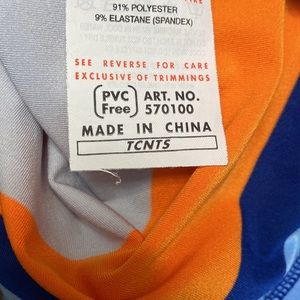 91% POLYESTER
9% ELASTANE (SPANDEX)
SEE REVERSE FOR CARE
EXCLUSIVE OF TRIMMINGS
PVC Free ART. NO. 570100
MADE IN CHINA
TCNT5